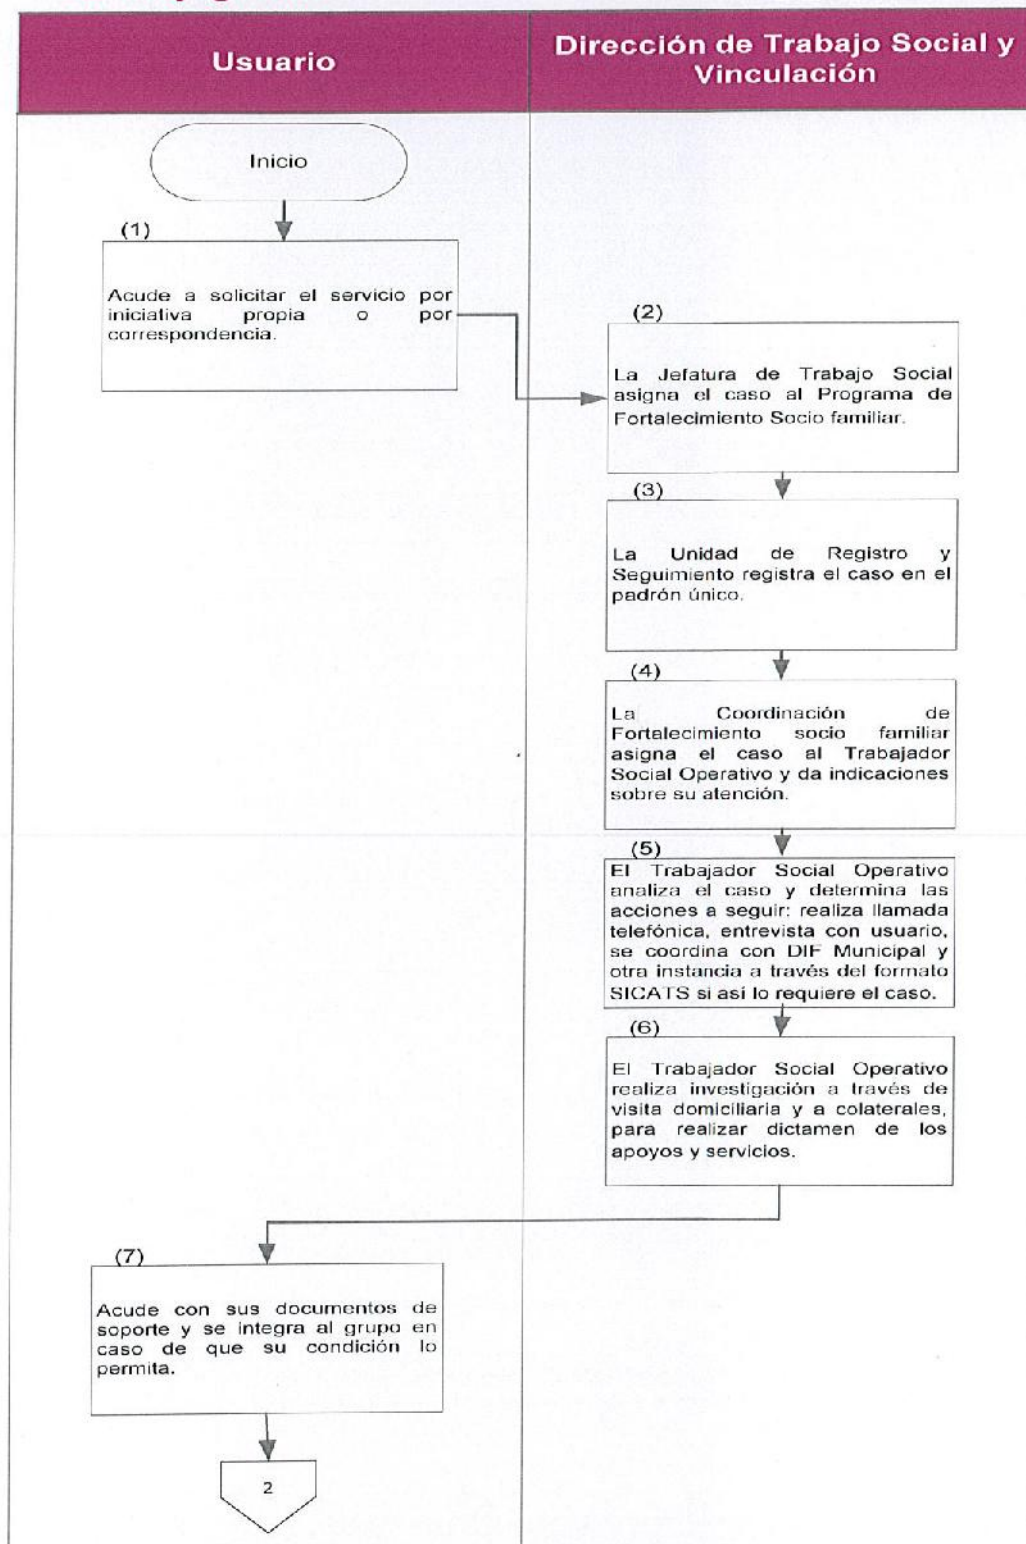 Usuario
Dirección de Trabajo Social y
Vinculación
Inicio
(1)
Acude a solicitar el servicio por
iniciativa propia o por
correspondencia.
(2)
La Jefatura de Trabajo Social
asigna el caso al Programa de
Fortalecimiento Socio familiar.
(3)
La Unidad de Registro y
Seguimiento registra el caso en el
padrón único.
(4)
La Coordinación de
Fortalecimiento socio familiar
asigna el caso al Trabajador
Social Operativo y da indicaciones
sobre su atención.
(5)
El Trabajador Social Operativo
analiza el caso y determina las
acciones a seguir: realiza llamada
telefónica, entrevista con usuario,
se coordina con DIF Municipal y
otra instancia a través del formato
SICATS si así lo requiere el caso.
(6)
El Trabajador Social Operativo
realiza investigación a través de
visita domiciliaria y a colaterales,
para realizar dictamen de los
apoyos y servicios.
(7)
Acude con sus documentos de
soporte y se integra al grupo en
caso de que su condición lo
permita.
2